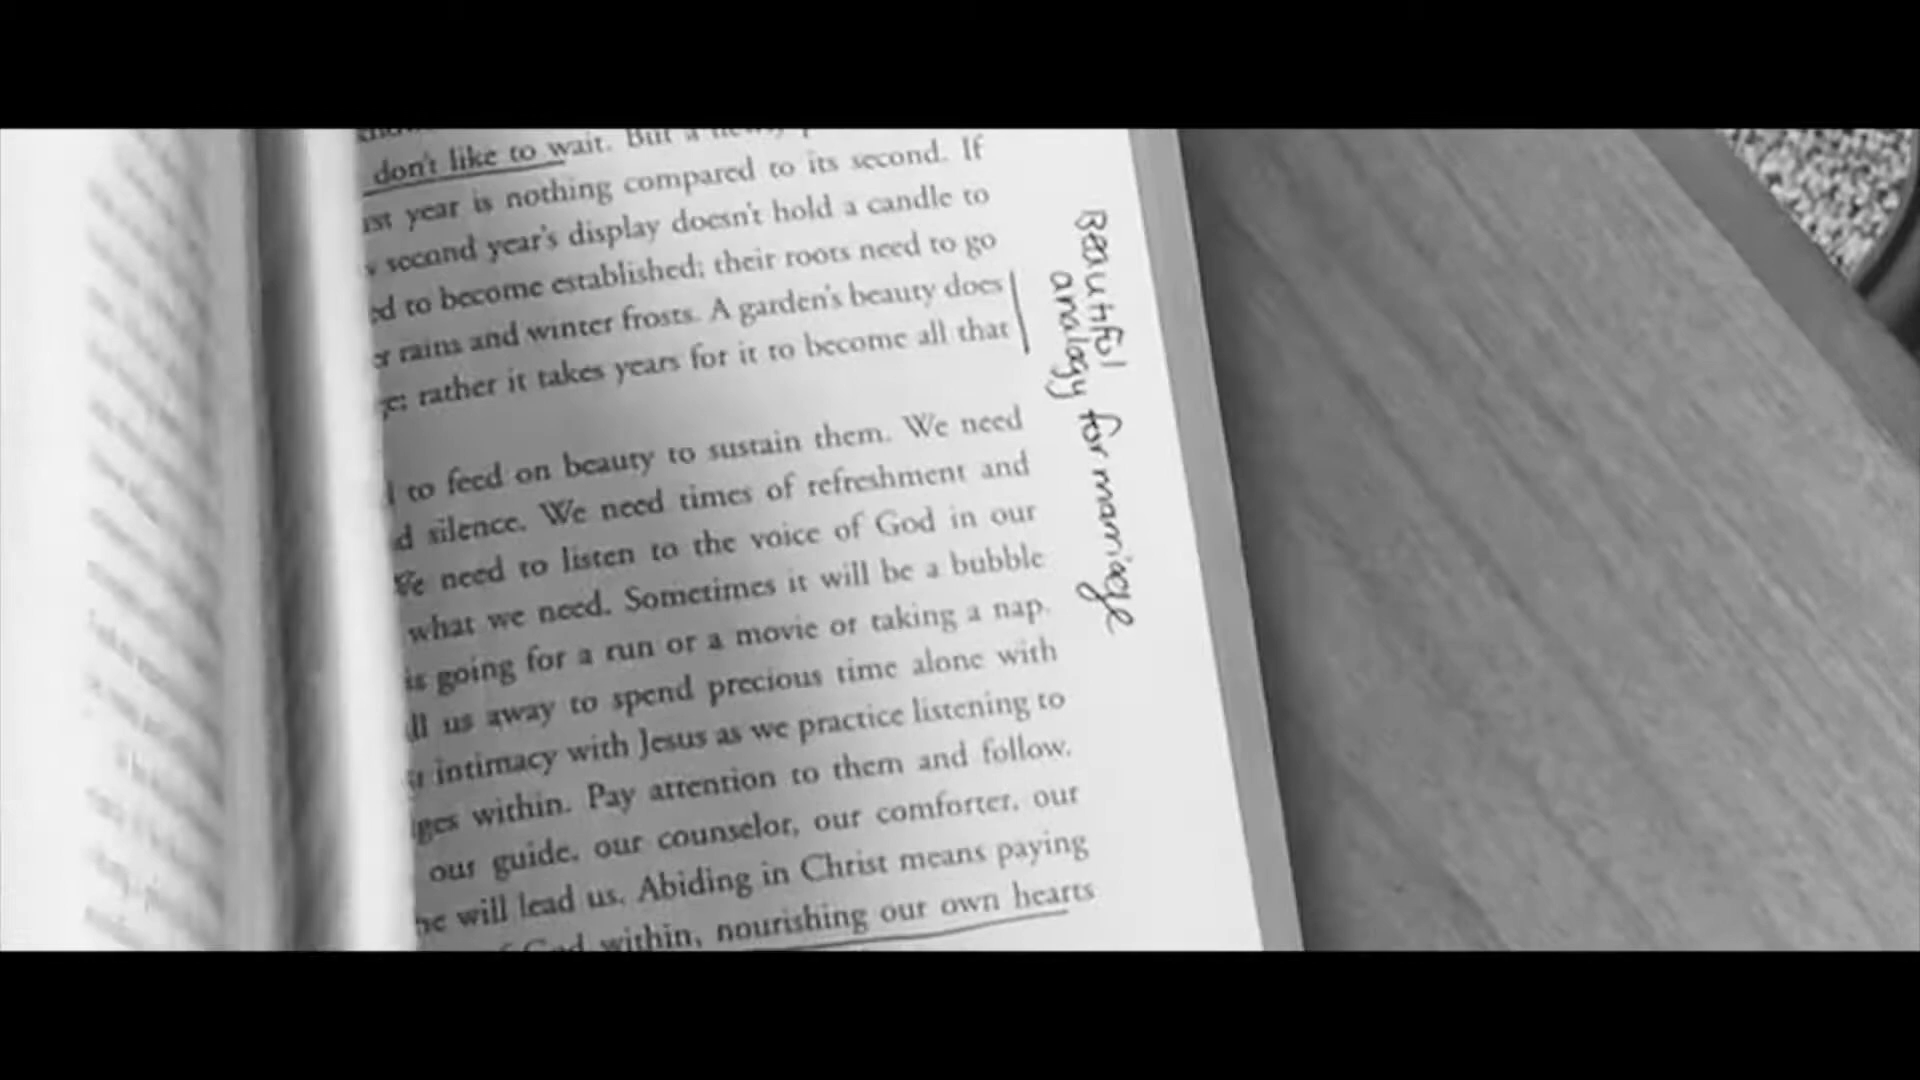 don't like to wait. But a
year is nothing compared to its second. If
second year's display doesn't hold a candle to
to become established; their roots need to go
rains and winter frosts. A garden's beauty does
rather it takes years for it to become all that
to feed on beauty to sustain them. We need
silence. We need times of refreshment and
We need to listen to the voice of God in our
what we need. Sometimes it will be a bubble
going for a run or a movie or taking a nap.
us away to spend precious time alone with
intimacy with Jesus as we practice listening to
within. Pay attention to them and follow.
our guide, our counselor, our comforter, our
he will lead us. Abiding in Christ means paying
God within, nourishing our own hearts
Beautiful
analogy for marriage